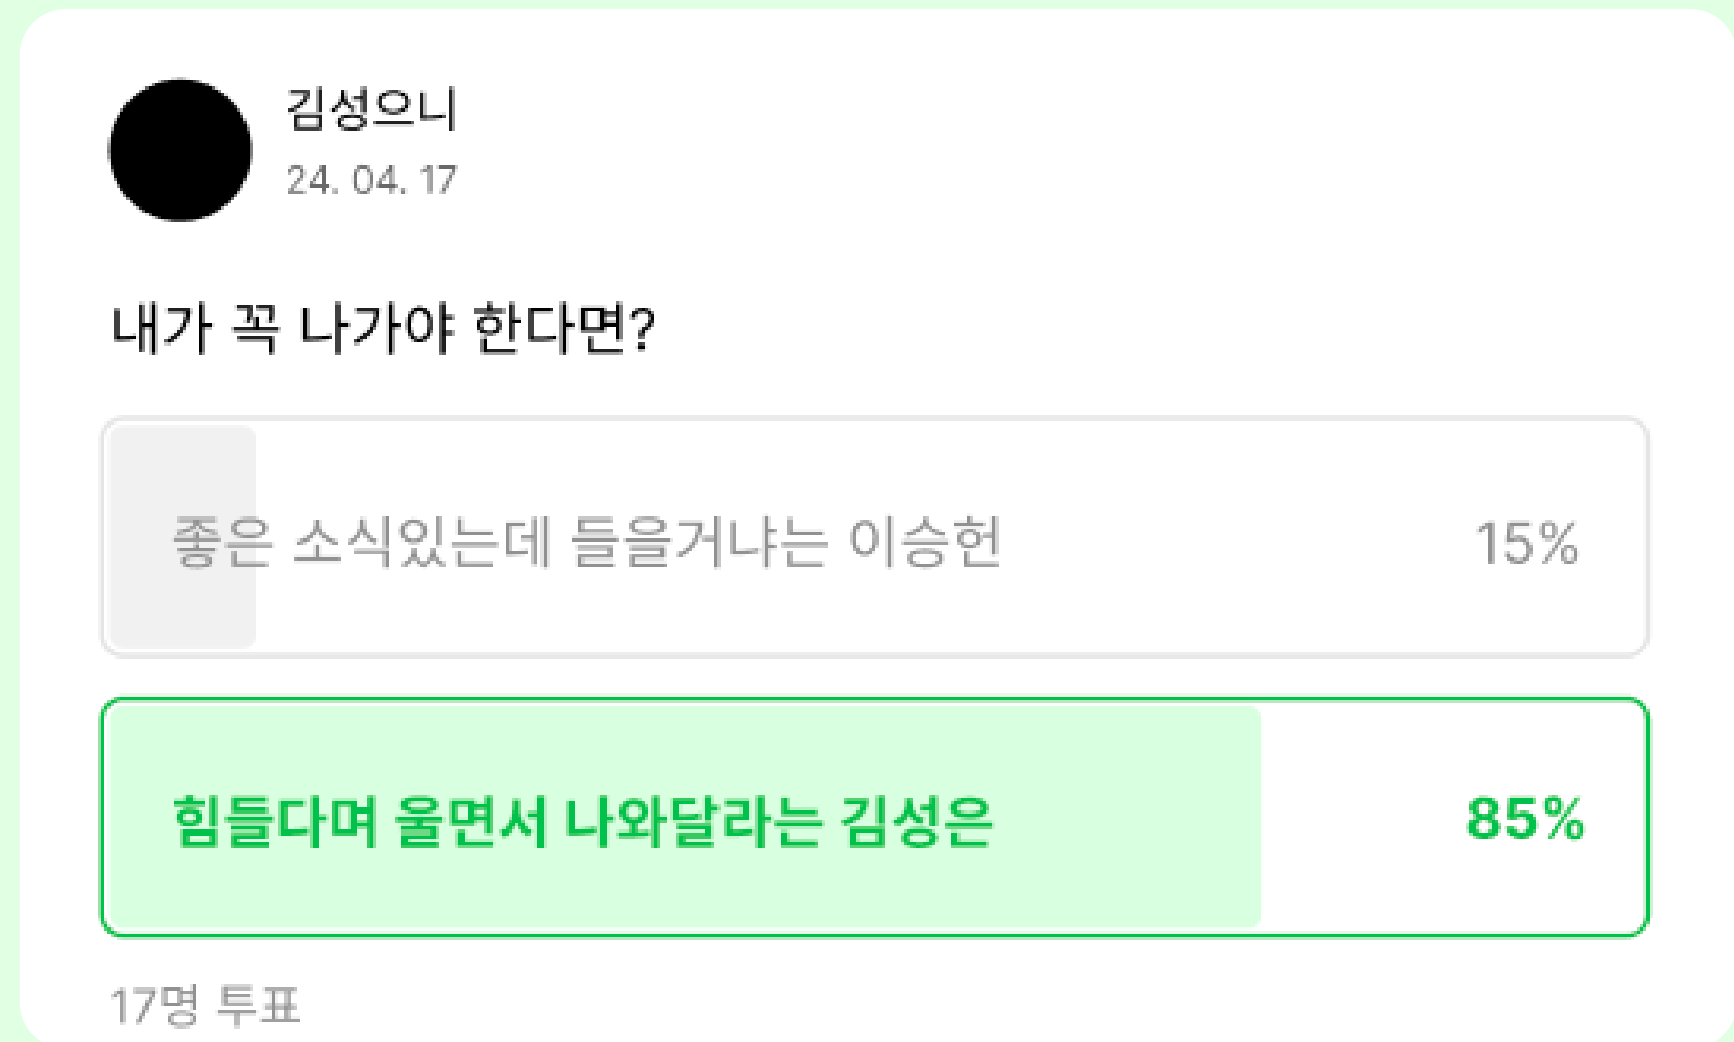 김성으니
24. 04. 17
내가 꼭 나가야 한다면?
좋은 소식있는데 들을거냐는 이승헌 15%
힘들다며 울면서 나와달라는 김성은 85%
17명 투표